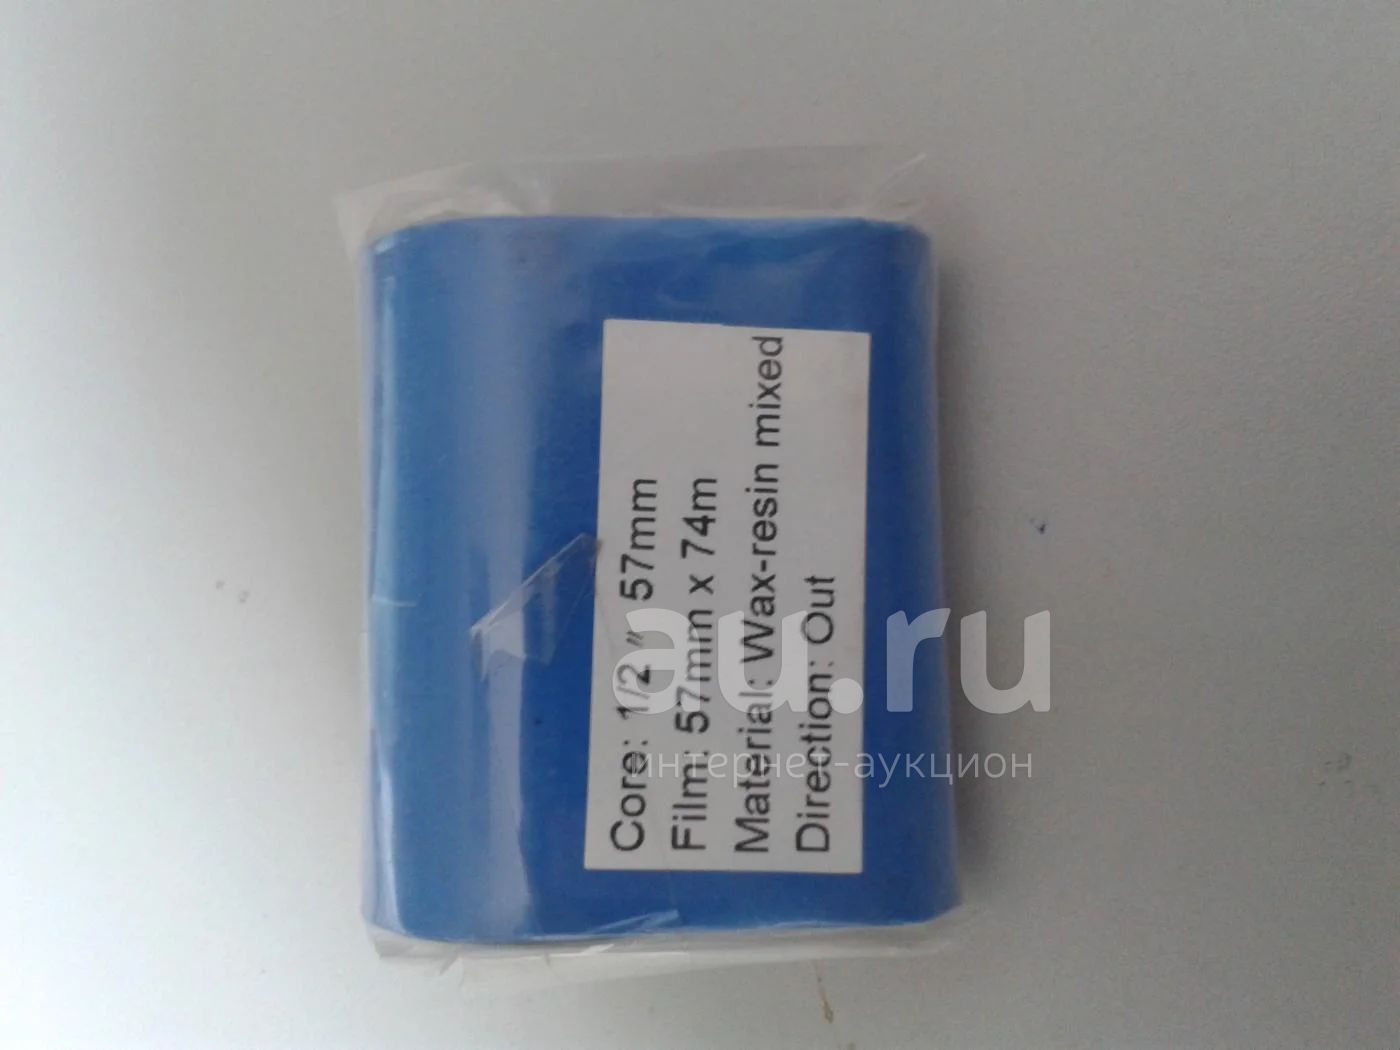 Core: 1/2 " 57mm
Film: 57mm x 74m
Material: Wax-resin mixed
Direction: Out
au.ru
интернет-аукцион